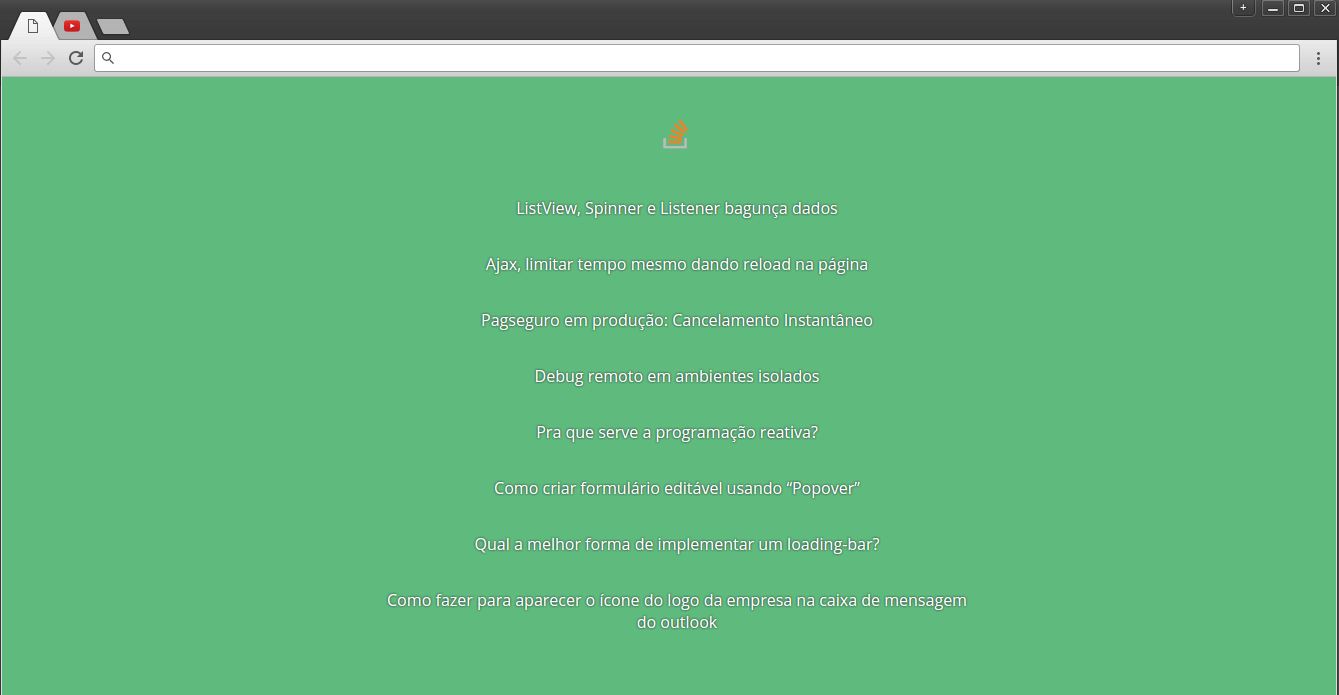 ListView, Spinner e Listener bagunça dados
Ajax, limitar tempo mesmo dando reload na página
Pagseguro em produção: Cancelamento Instantâneo
Debug remoto em ambientes isolados
Pra que serve a programação reativa?
Como criar formulário editável usando “Popover”
Qual a melhor forma de implementar um loading-bar?
Como fazer para aparecer o ícone do logo da empresa na caixa de mensagem
do outlook